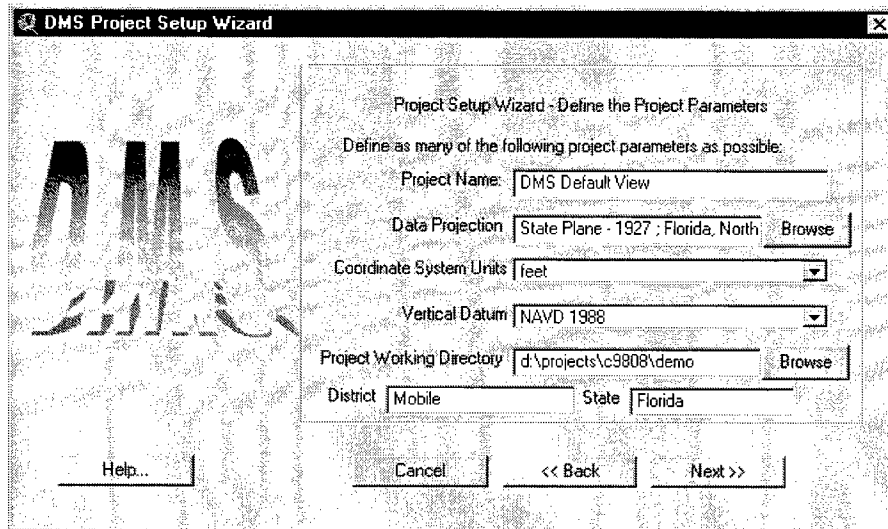 DMS Project Setup Wizard
DMS
Project Setup Wizard - Define the Project Parameters
Define as many of the following project parameters as possible:
Project Name: DMS Default View
Data Projection State Plane - 1927 ; Florida, North Browse
Coordinate System Units feet
Vertical Datum NAVD 1988
Project Working Directory d:\projects\c9808\demo Browse
District Mobile State Florida
Help... Cancel << Back Next >>